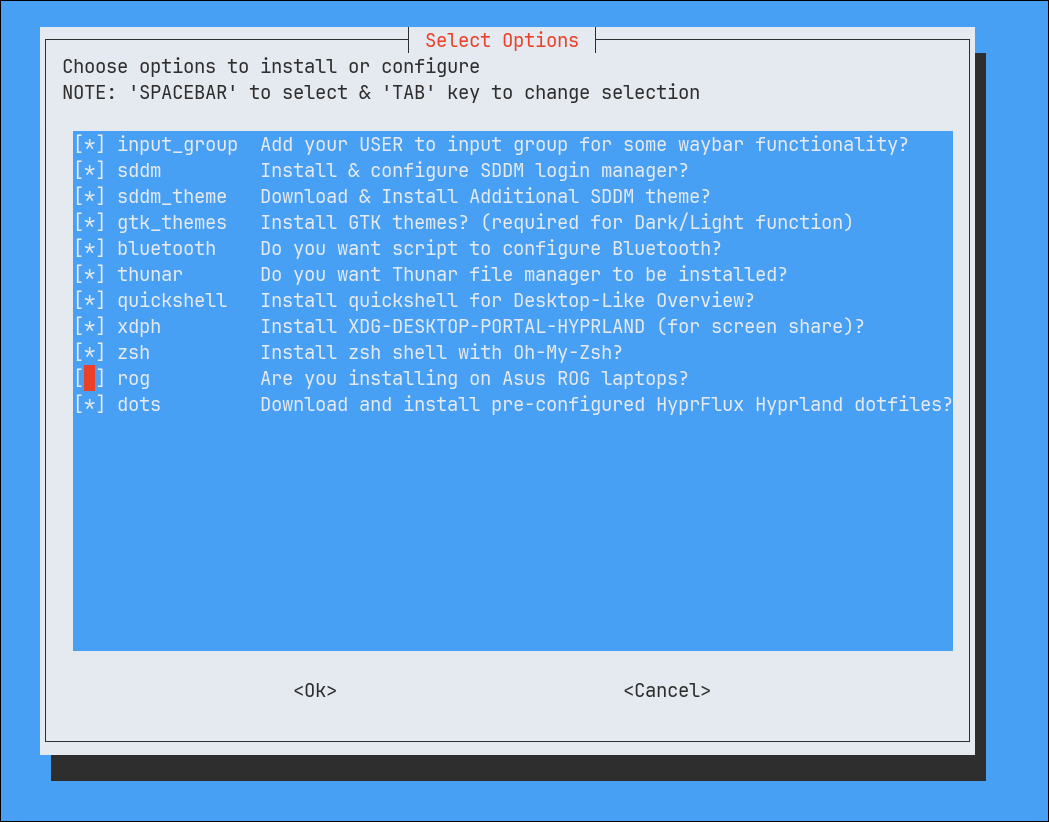 Select Options
Choose options to install or configure
NOTE: 'SPACEBAR' to select & 'TAB' key to change selection
[*] input_group  Add your USER to input group for some waybar functionality?
[*] sddm         Install & configure SDDM login manager?
[*] sddm_theme   Download & Install Additional SDDM theme?
[*] gtk_themes   Install GTK themes? (required for Dark/Light function)
[*] bluetooth    Do you want script to configure Bluetooth?
[*] thunar       Do you want Thunar file manager to be installed?
[*] quickshell   Install quickshell for Desktop-Like Overview?
[*] xdph         Install XDG-DESKTOP-PORTAL-HYPRLAND (for screen share)?
[*] zsh          Install zsh shell with Oh-My-Zsh?
[ ] rog          Are you installing on Asus ROG laptops?
[*] dots         Download and install pre-configured HyprFlux Hyprland dotfiles?
<Ok>                          <Cancel>